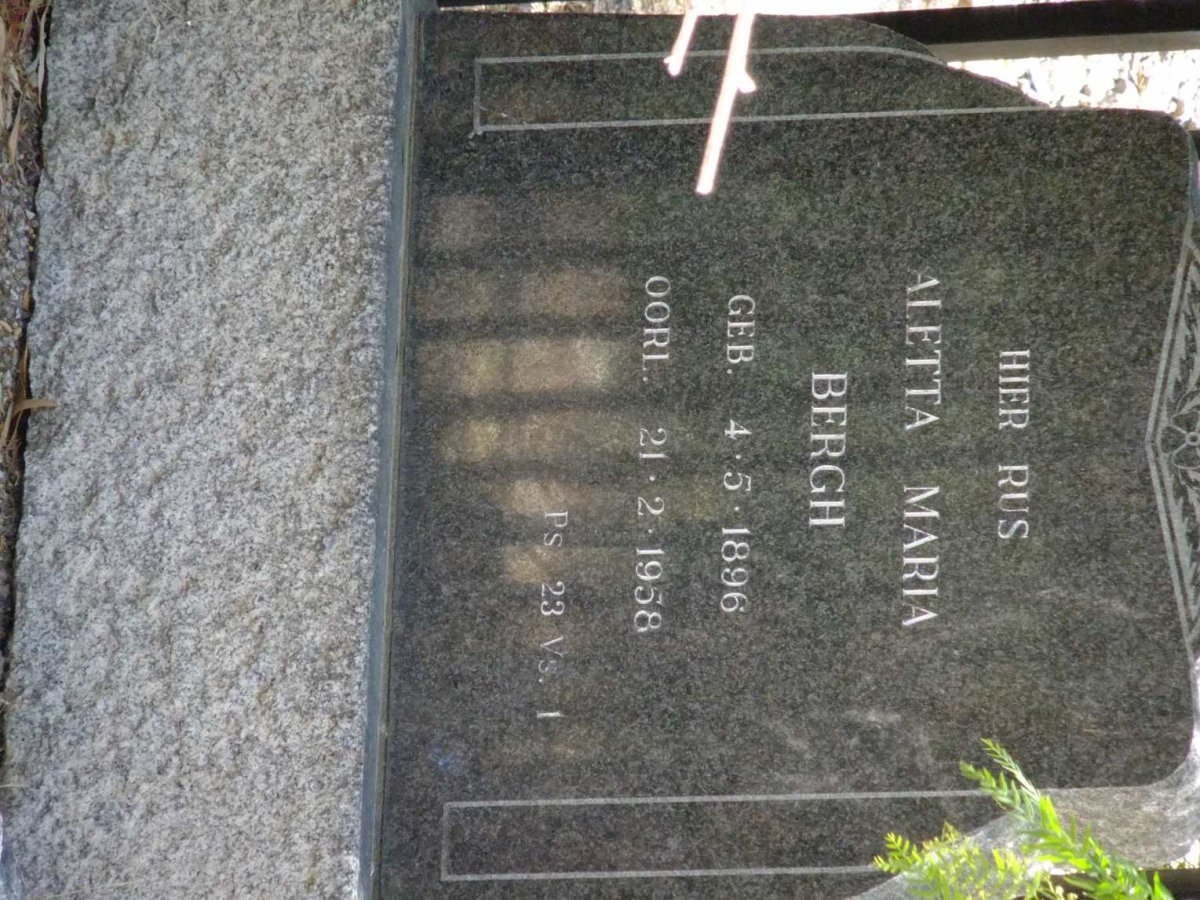 HIER RUS
ALETTA MARIA
BERGH
GEB. 4·5·1896
OORL. 21·2·1958
PS. 23 VS. 1